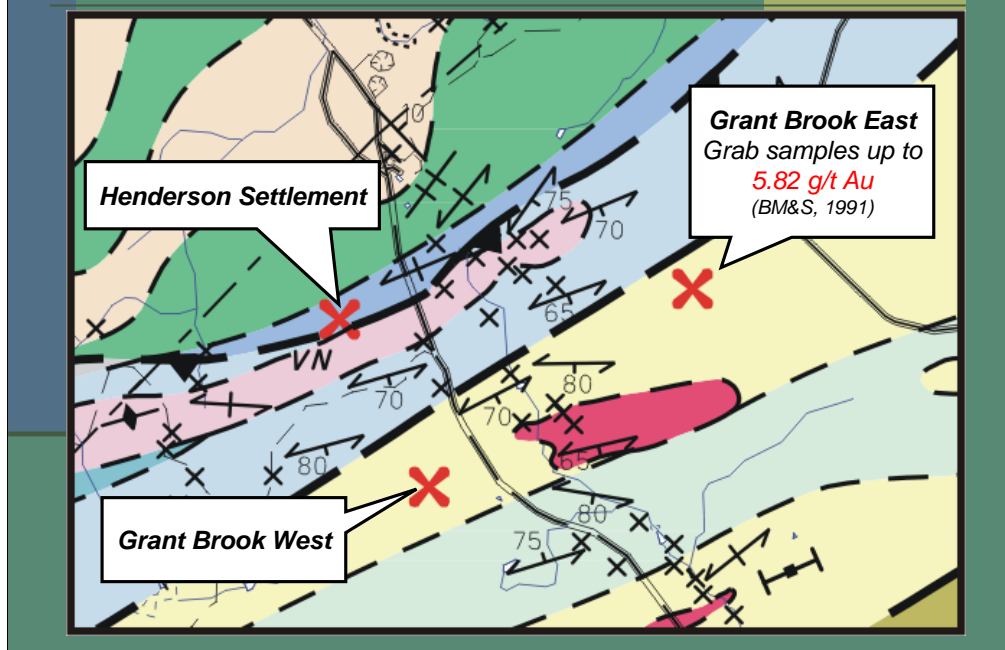 10
Grant Brook East
Grab samples up to
5.82 g/t Au
(BM&S, 1991)
Henderson Settlement
75
70
65
VN
70
80
70
80
65
80
75
Grant Brook West